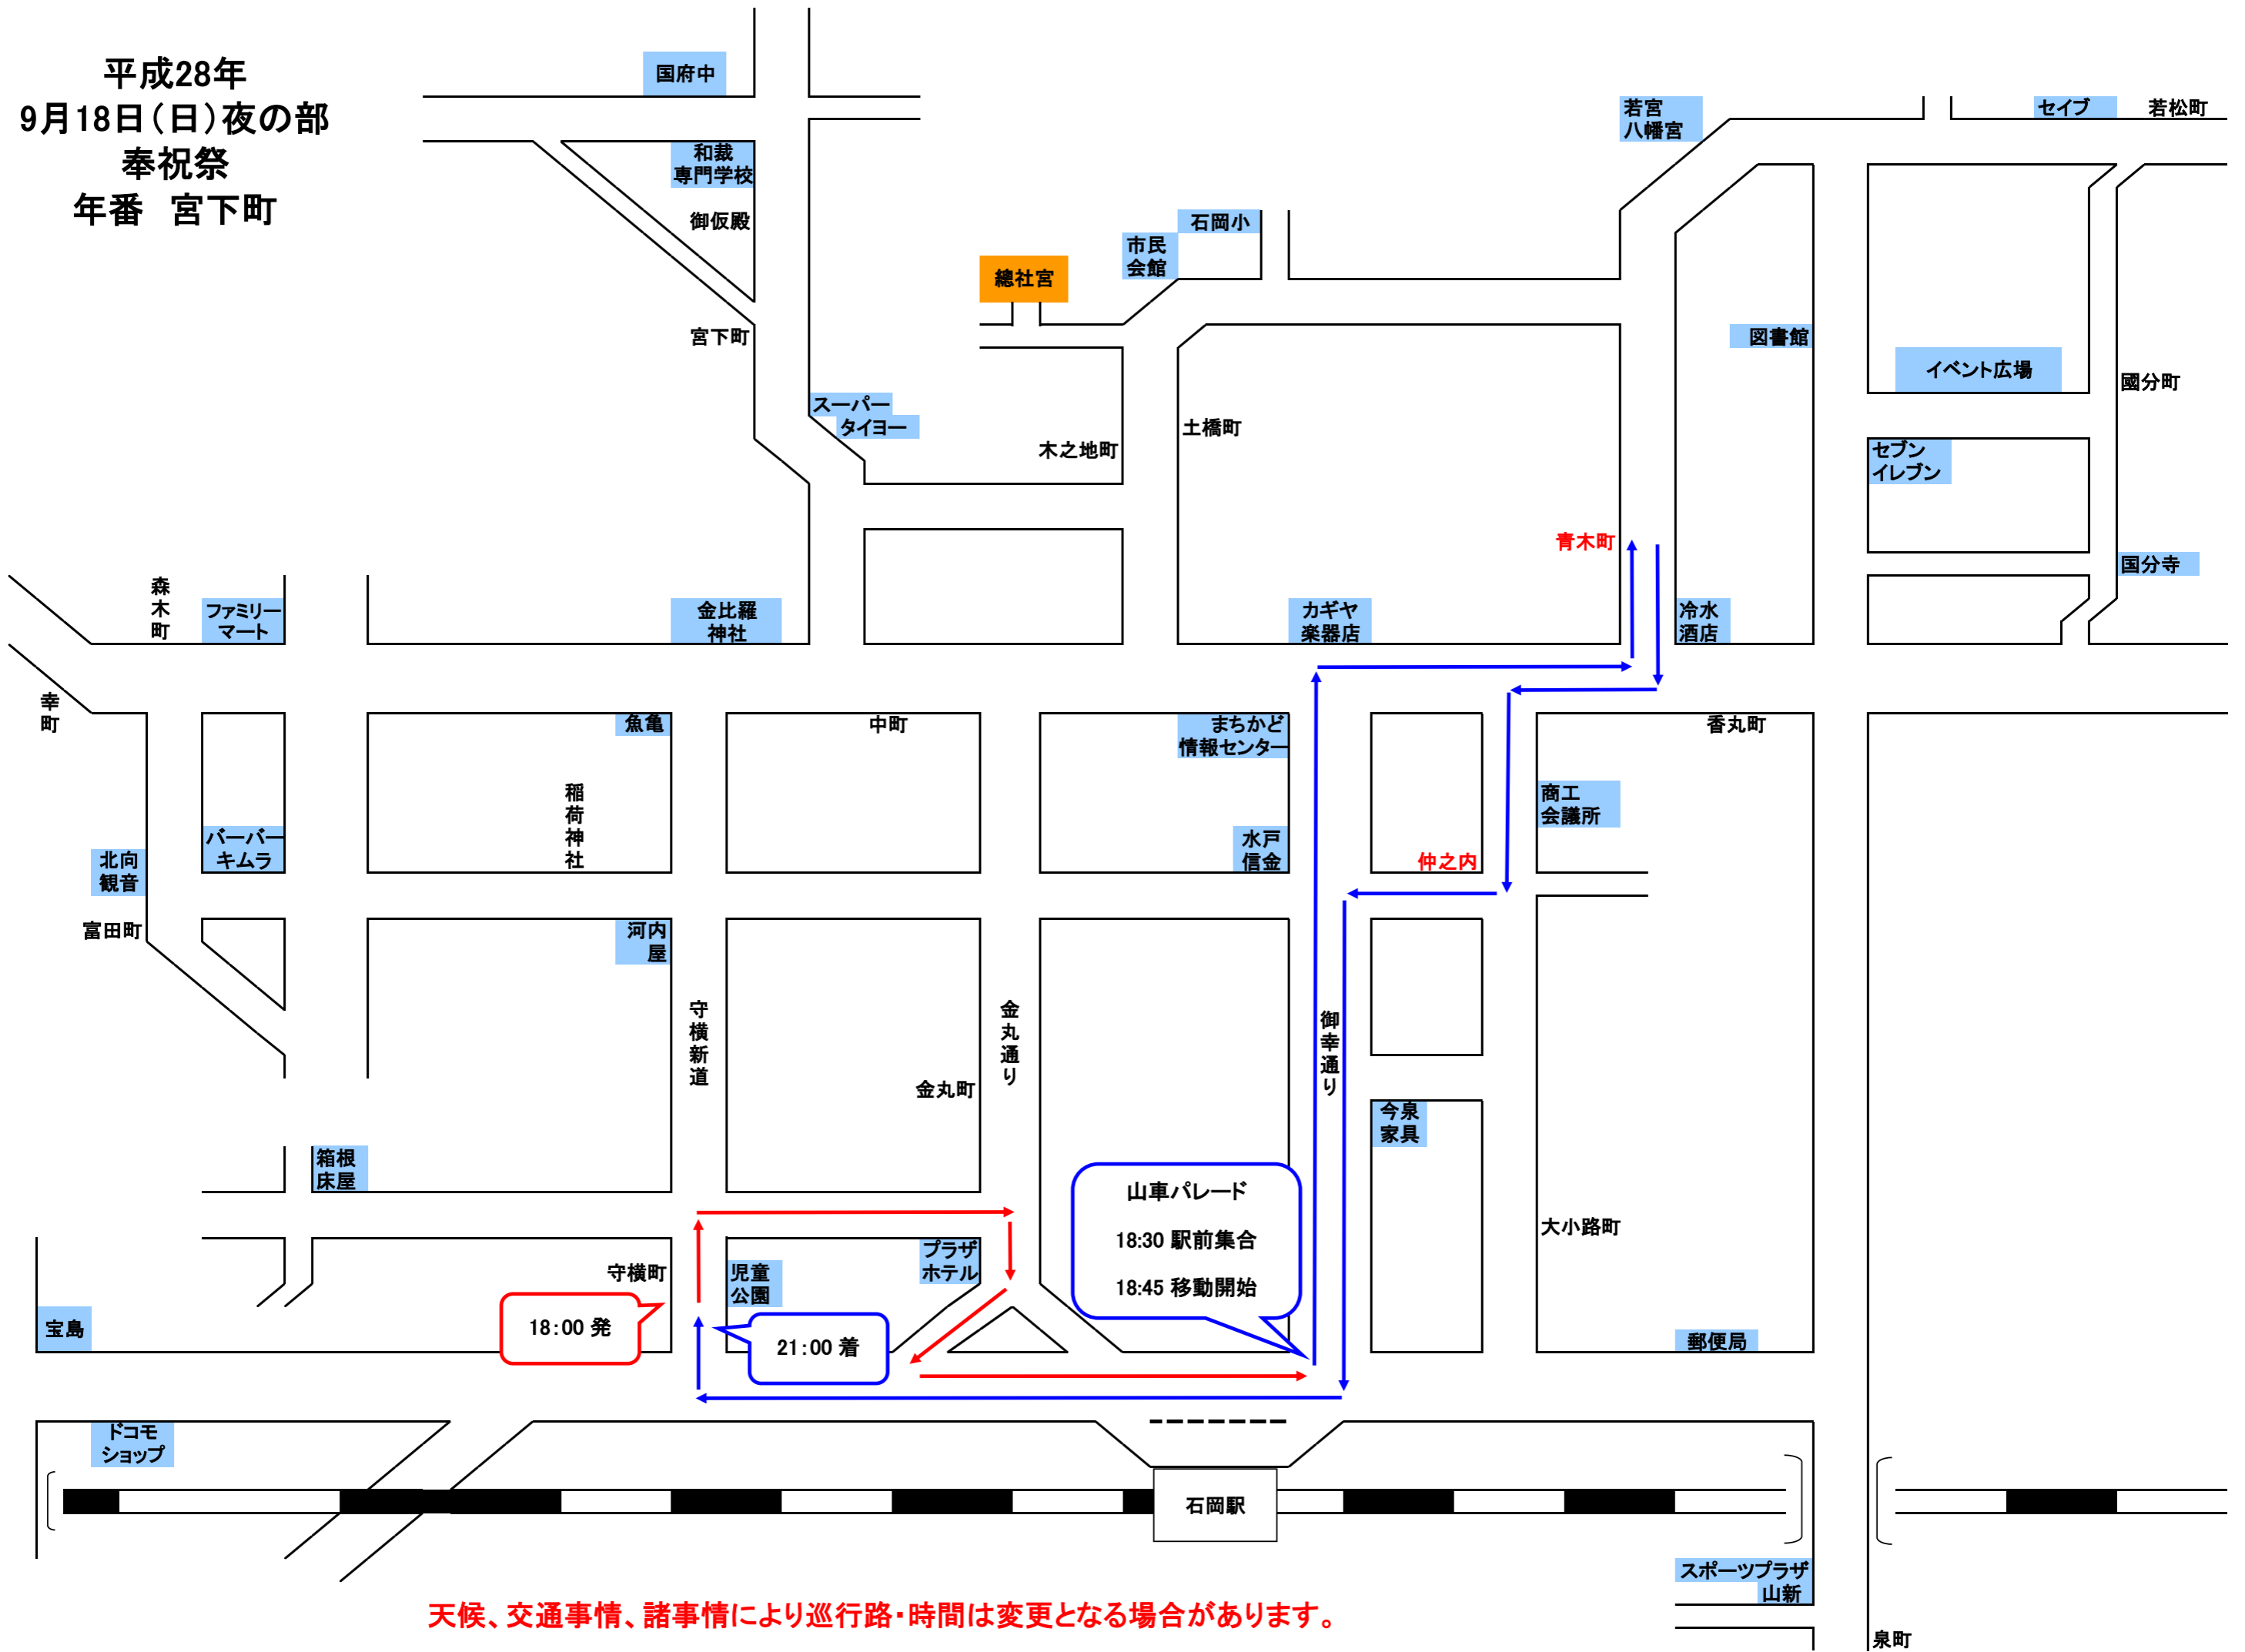 平成28年
9月18日(日)夜の部
奉祝祭
年番　宮下町
国府中
和裁
専門学校
御仮殿
宮下町
スーパー
タイヨー
總社宮
石岡小
市民
会館
木之地町
土橋町
若宮
八幡宮
セイブ
若松町
図書館
イベント広場
國分町
セブン
イレブン
国分寺
青木町
冷水
酒店
カギヤ
楽器店
金比羅
神社
ファミリー
マート
森木町
幸町
魚亀
中町
まちかど
情報センター
香丸町
商工
会議所
稲荷神社
水戸
信金
仲之内
バーバー
キムラ
北向
観音
富田町
河内
屋
守横新道
金丸通り
御幸通り
金丸町
今泉
家具
箱根
床屋
山車パレード
18:30 駅前集合
18:45 移動開始
大小路町
プラザ
ホテル
児童
公園
守横町
18:00 発
21:00 着
宝島
郵便局
ドコモ
ショップ
石岡駅
スポーツプラザ
山新
天候、交通事情、諸事情により巡行路・時間は変更となる場合があります。
泉町